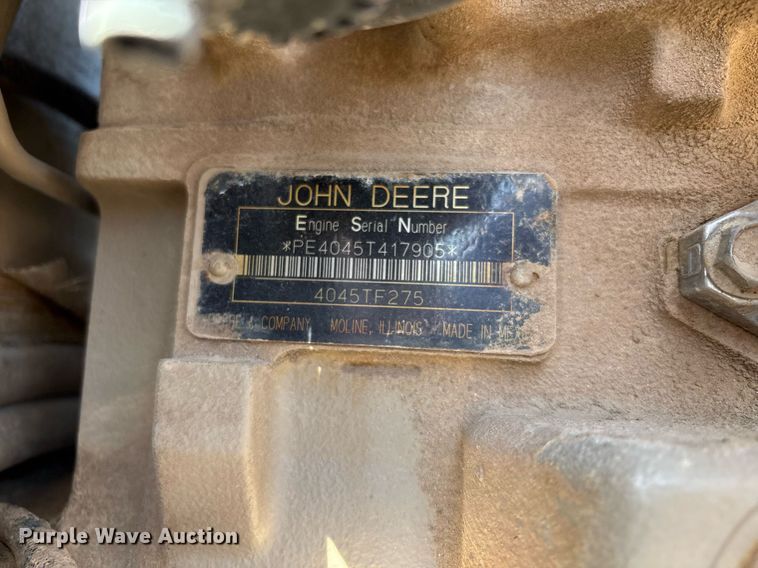 JOHN DEERE
Engine Serial Number
*PE4045T417905*
4045TF275
& COMPANY MOLINE, ILLINOIS MADE IN
Purple Wave Auction